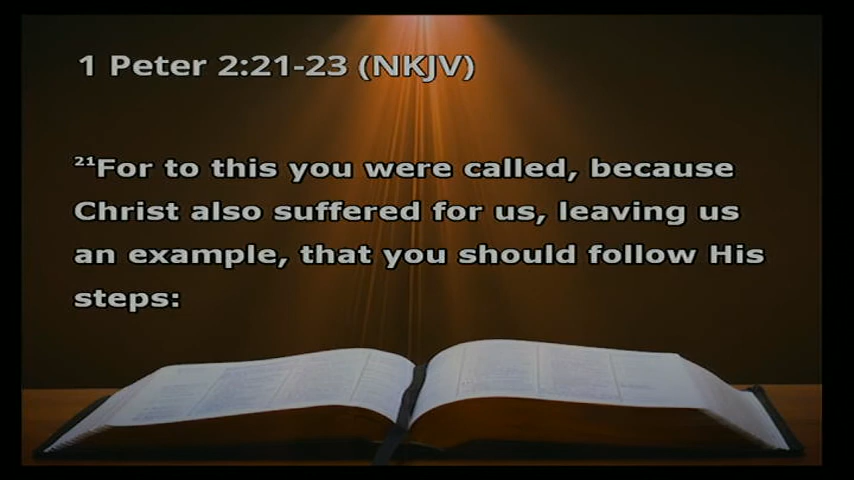 1 Peter 2:21-23 (NKJV)
²¹For to this you were called, because
Christ also suffered for us, leaving us
an example, that you should follow His
steps: